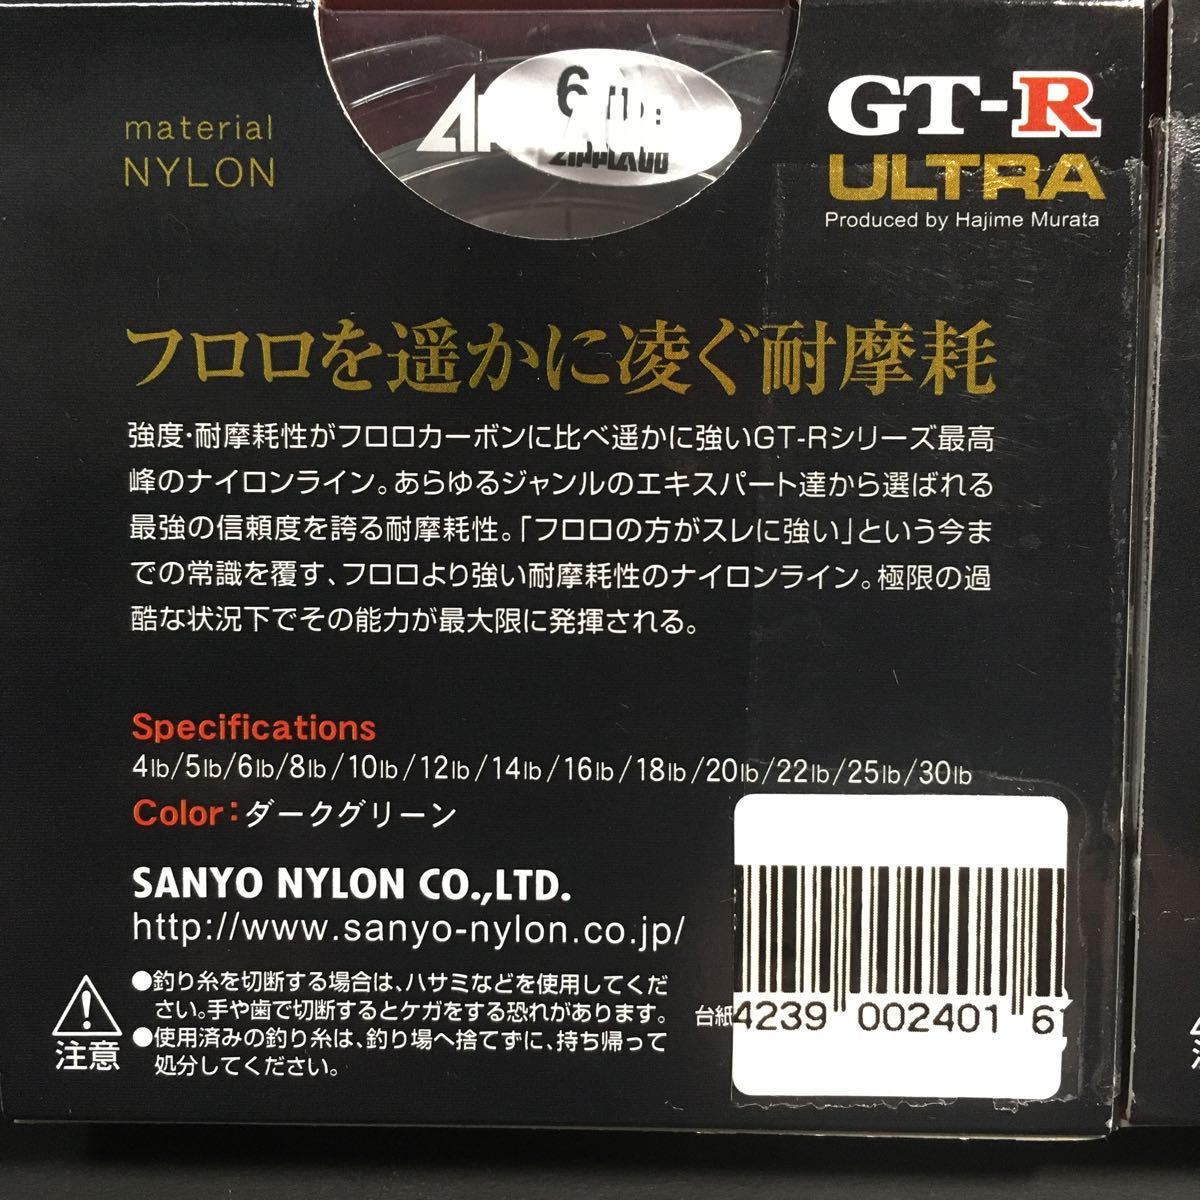 material
NYLON
GT-R
ULTRA
Produced by Hajime Murata
フロロを遥かに凌ぐ耐摩耗
強度・耐摩耗性がフロロカーボンに比べ遥かに強いGT-Rシリーズ最高
峰のナイロンライン。あらゆるジャンルのエキスパート達から選ばれる
最強の信頼度を誇る耐摩耗性。「フロロの方がスレに強い」という今ま
での常識を覆す、フロロより強い耐摩耗性のナイロンライン。極限の過
酷な状況下でその能力が最大限に発揮される。
Specifications
4lb/5lb/6lb/8lb/10lb/12lb/14lb/16lb/18lb/20lb/22lb/25lb/30lb
Color:ダークグリーン
SANYO NYLON CO.,LTD.
http://www.sanyo-nylon.co.jp/
注意
●釣り糸を切断する場合は、ハサミなどを使用してくだ
さい。手や歯で切断するとケガをする恐れがあります。
●使用済みの釣り糸は、釣り場へ捨てずに、持ち帰って
処分してください。
台紙
4239 002401 6